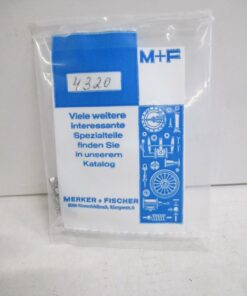 M+F
4320
Viele weitere
interessante
Spezialteile
finden Sie
in unserem
Katalog
MERKER + FISCHER